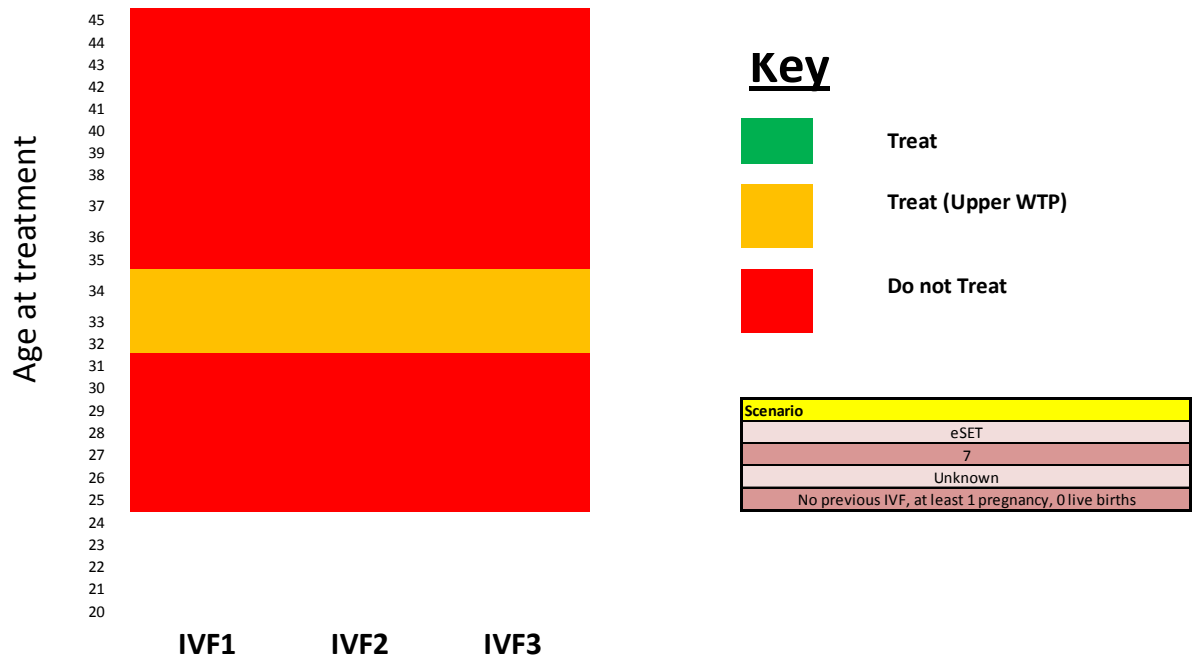 Age at treatment
45
44
43
42
41
40
39
38
37
36
35
34
33
32
31
30
29
28
27
26
25
24
23
22
21
20
IVF1 IVF2 IVF3
Key
Treat
Treat (Upper WTP)
Do not Treat
Scenario
eSET
7
Unknown
No previous IVF, at least 1 pregnancy, 0 live births